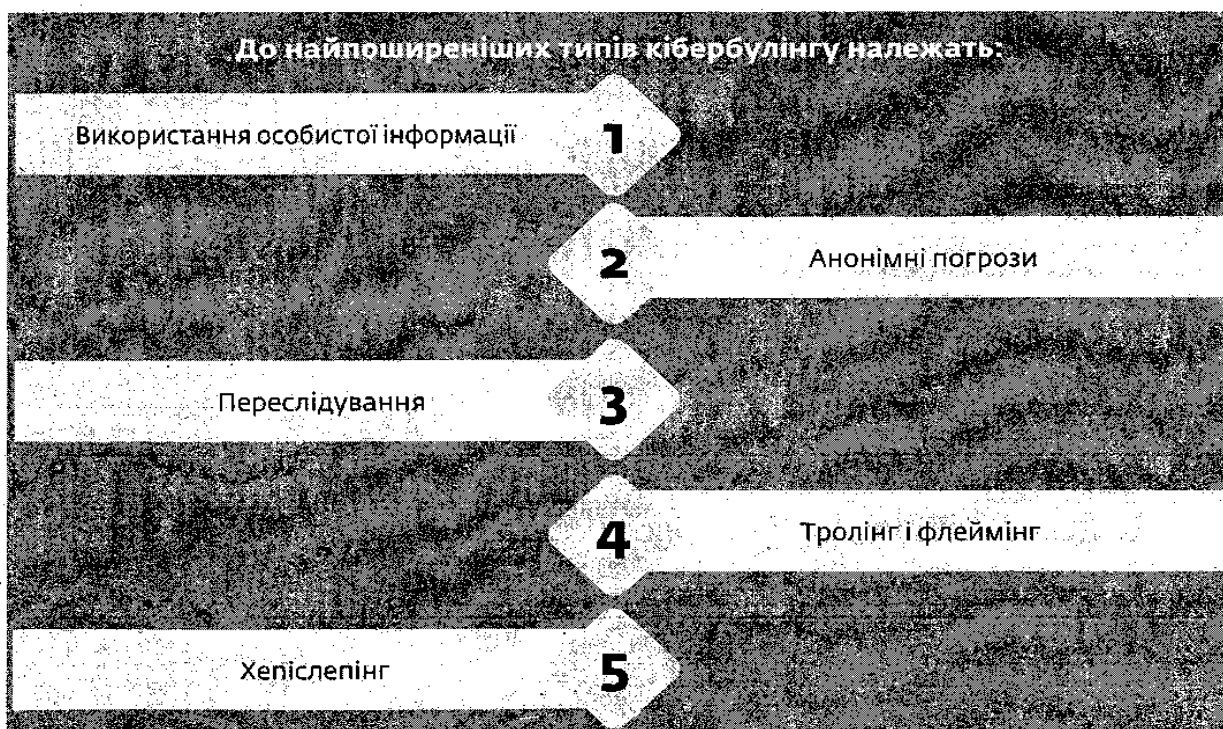 До найпоширеніших типів кібербулінгу належать:
Використання особистої інформації
1
2
Анонімні погрози
Переслідування
3
4
Тролінг і флеймінг
Хепіслепінг
5